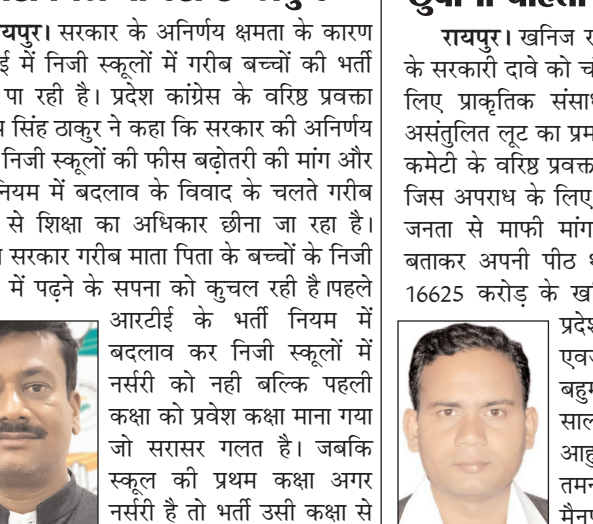 यपुर। सरकार के अनिर्णय क्षमता के कारण
ई में निजी स्कूलों में गरीब बच्चों की भर्ती
पा रही है। प्रदेश कांग्रेस के वरिष्ठ प्रवक्ता
सिंह ठाकुर ने कहा कि सरकार की अनिर्णय
निजी स्कूलों की फीस बढ़ोतरी की मांग और
नियम में बदलाव के विवाद के चलते गरीब
से शिक्षा का अधिकार छीना जा रहा है।
सरकार गरीब माता पिता के बच्चों के निजी
में पढ़ने के सपना को कुचल रही है।पहले
आरटीई के भर्ती नियम में
बदलाव कर निजी स्कूलों में
नर्सरी को नही बल्कि पहली
कक्षा को प्रवेश कक्षा माना गया
जो सरासर गलत है। जबकि
स्कूल की प्रथम कक्षा अगर
नर्सरी है तो भर्ती उसी कक्षा से
रायपुर। खनिज र
के सरकारी दावे को च
लिए प्राकृतिक संसाध
असंतुलित लूट का प्रम
कमेटी के वरिष्ठ प्रवक्त
जिस अपराध के लिए
जनता से माफी मांग
बताकर अपनी पीठ
16625 करोड़ के खनि
प्रदेश
एवज
बहुम
साल
आहु
तमन
मैनप